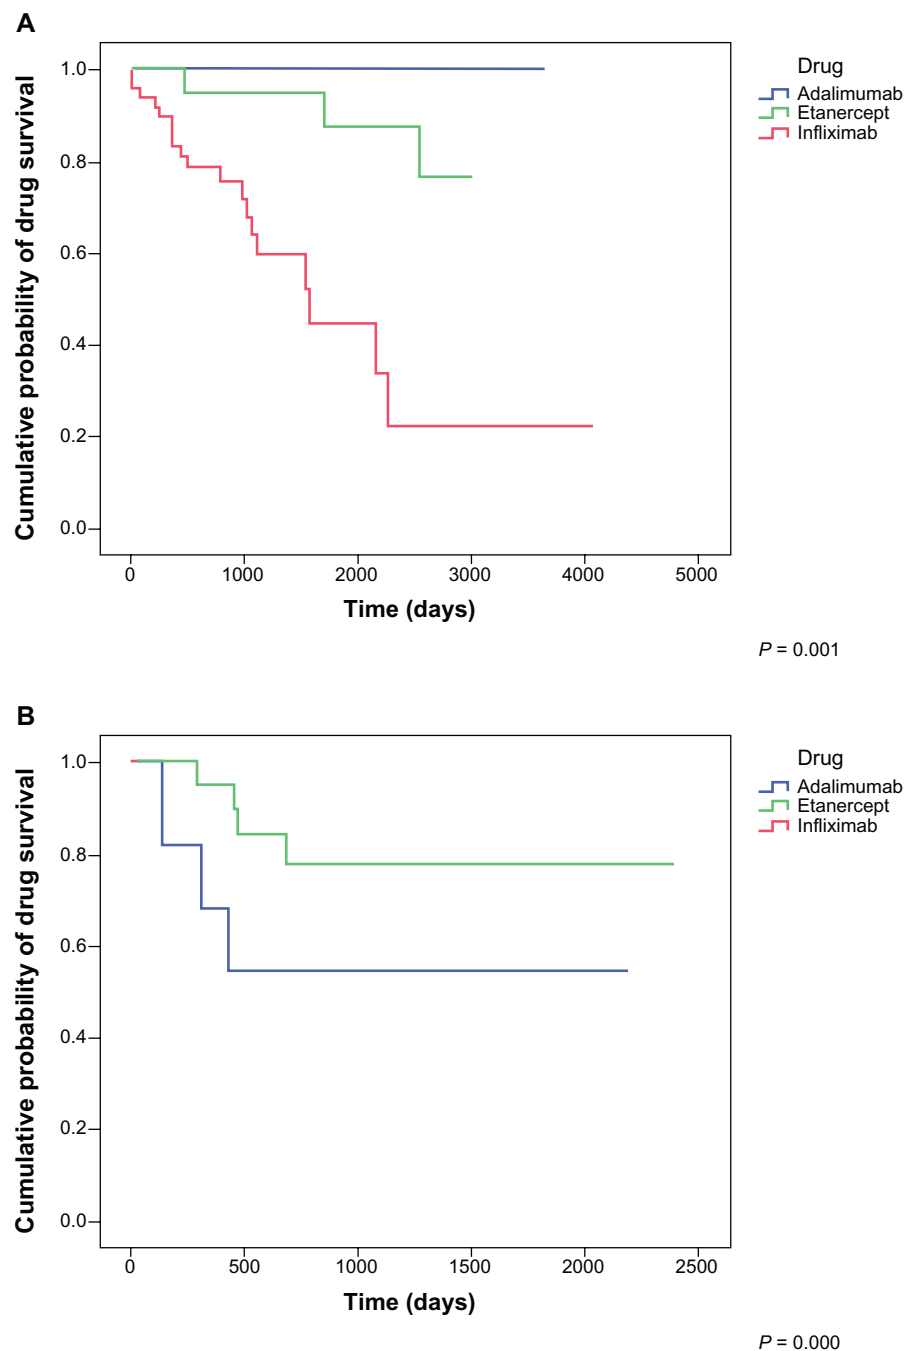 A
Cumulative probability of drug survival
1.0
0.8
0.6
0.4
0.2
0.0
0 1000 2000 3000 4000 5000
Time (days)
Drug
Adalimumab
Etanercept
Infliximab
P = 0.001
B
Cumulative probability of drug survival
1.0
0.8
0.6
0.4
0.2
0.0
0 500 1000 1500 2000 2500
Time (days)
Drug
Adalimumab
Etanercept
Infliximab
P = 0.000